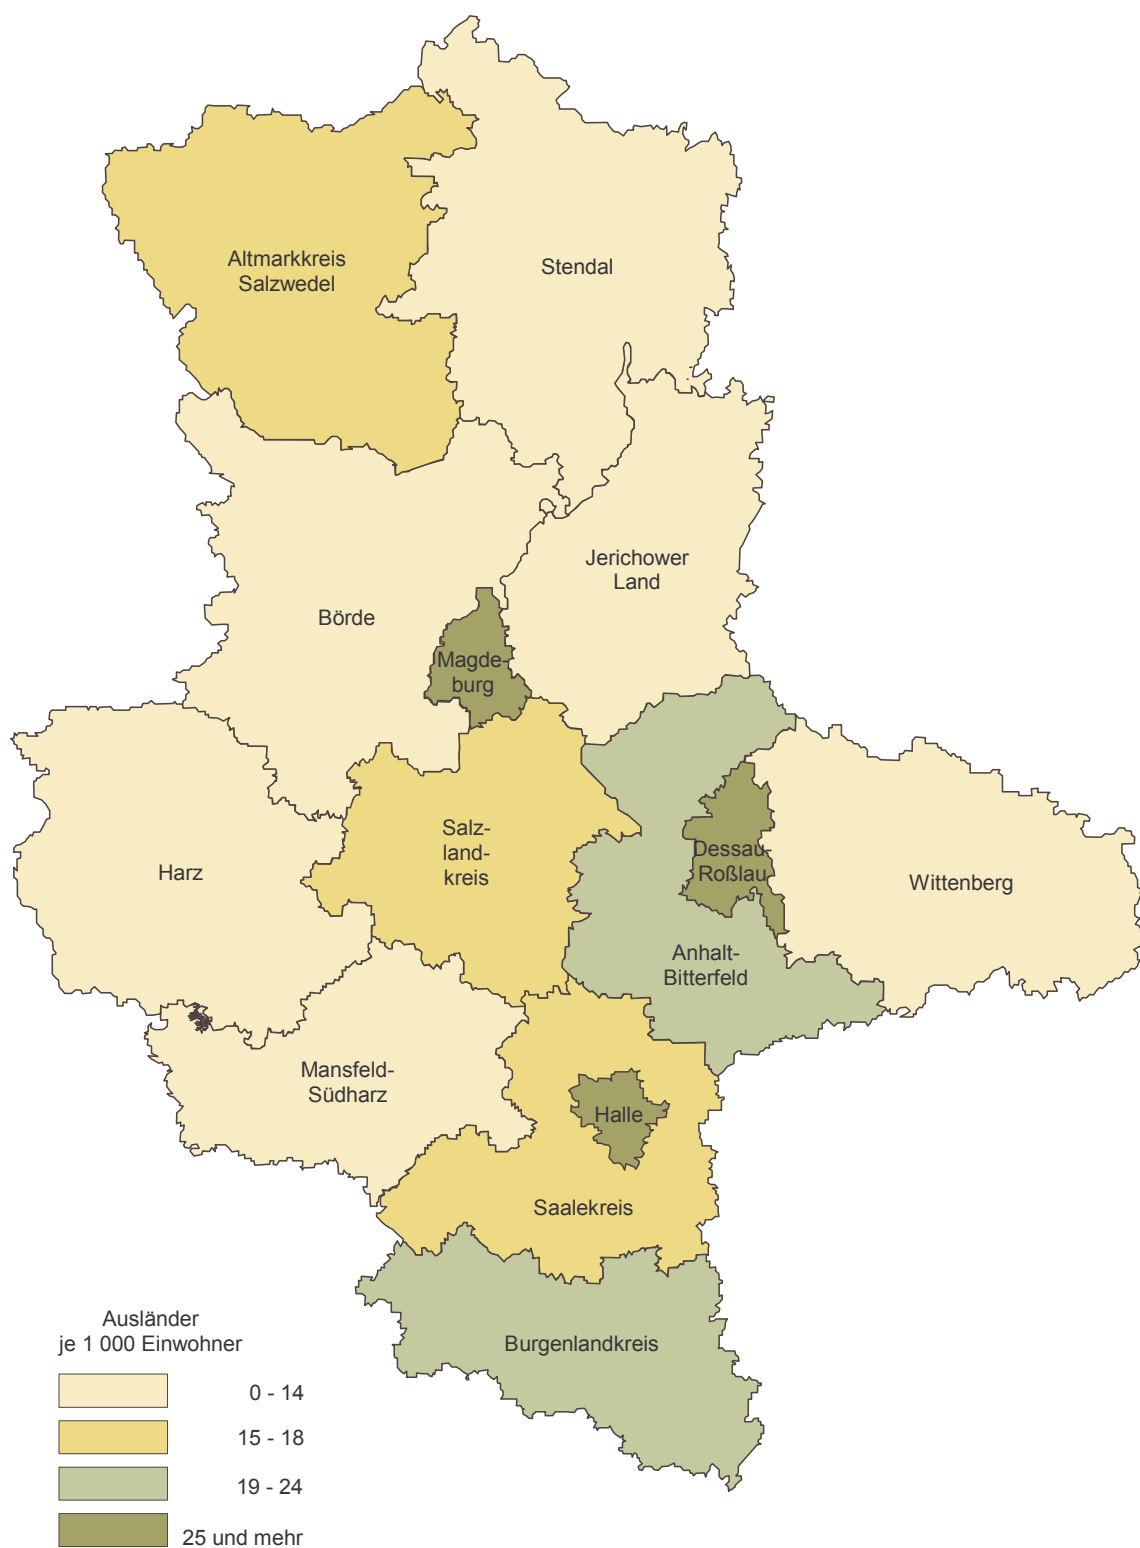 Altmarkkreis
Salzwedel
Stendal
Jerichower
Land
Börde
Magde-
burg
Salz-
land-
kreis
Harz
Dessau-
Roßlau
Wittenberg
Anhalt-
Bitterfeld
Mansfeld-
Südharz
Halle
Saalekreis
Burgenlandkreis
Ausländer
je 1 000 Einwohner
0 - 14
15 - 18
19 - 24
25 und mehr